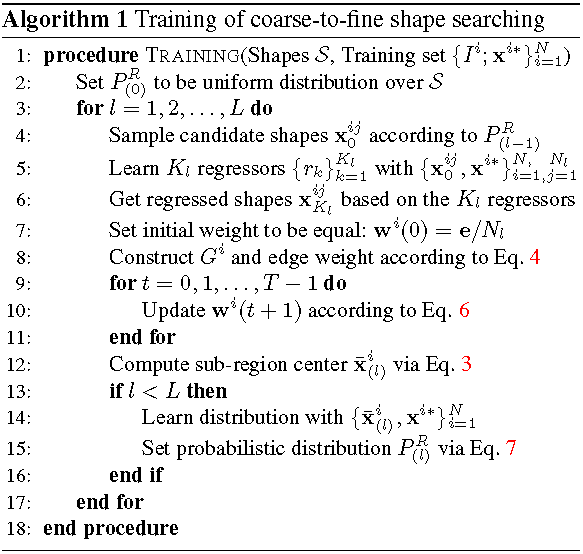 Algorithm 1 Training of coarse-to-fine shape searching
1: procedure TRAINING(Shapes $\mathcal{S}$, Training set $\{I^i; \mathbf{x}^{i*}\}_{i=1}^{N}$)
2: Set $P_{(0)}^{R}$ to be uniform distribution over $\mathcal{S}$
3: for $l = 1, 2, \ldots, L$ do
4: Sample candidate shapes $\mathbf{x}_0^{ij}$ according to $P_{(l-1)}^{R}$
5: Learn $K_l$ regressors $\{r_k\}_{k=1}^{K_l}$ with $\{\mathbf{x}_0^{ij}, \mathbf{x}^{i*}\}_{i=1,j=1}^{N,\ N_l}$
6: Get regressed shapes $\mathbf{x}_{K_l}^{ij}$ based on the $K_l$ regressors
7: Set initial weight to be equal: $\mathbf{w}^i(0) = \mathbf{e}/N_l$
8: Construct $G^i$ and edge weight according to Eq. 4
9: for $t = 0, 1, \ldots, T-1$ do
10: Update $\mathbf{w}^i(t+1)$ according to Eq. 6
11: end for
12: Compute sub-region center $\bar{\mathbf{x}}_{(l)}^{i}$ via Eq. 3
13: if $l < L$ then
14: Learn distribution with $\{\bar{\mathbf{x}}_{(l)}^{i}, \mathbf{x}^{i*}\}_{i=1}^{N}$
15: Set probabilistic distribution $P_{(l)}^{R}$ via Eq. 7
16: end if
17: end for
18: end procedure